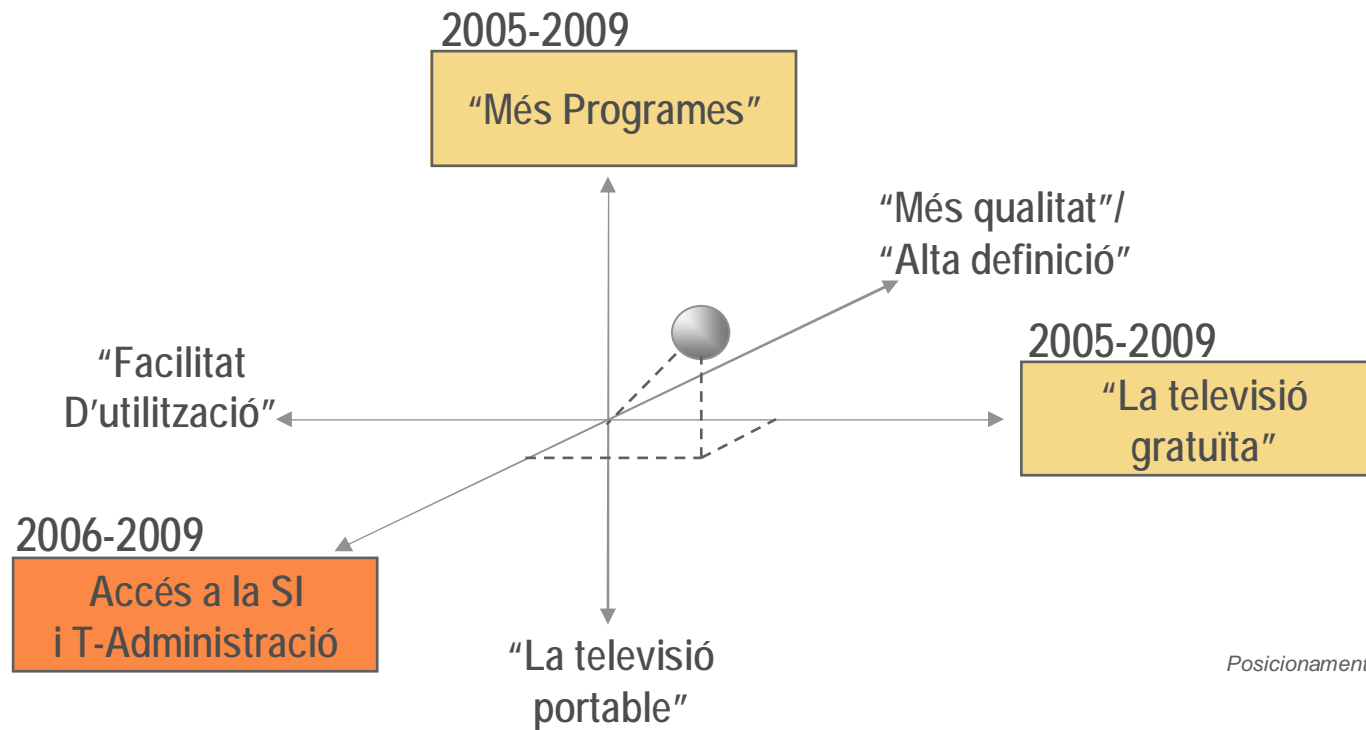 2005-2009
“Més Programes”
“Més qualitat”/
“Alta definició”
2005-2009
“La televisió
gratuïta”
“Facilitat
D’utilització”
2006-2009
Accés a la SI
i T-Administració
“La televisió
portable”
Posicionament